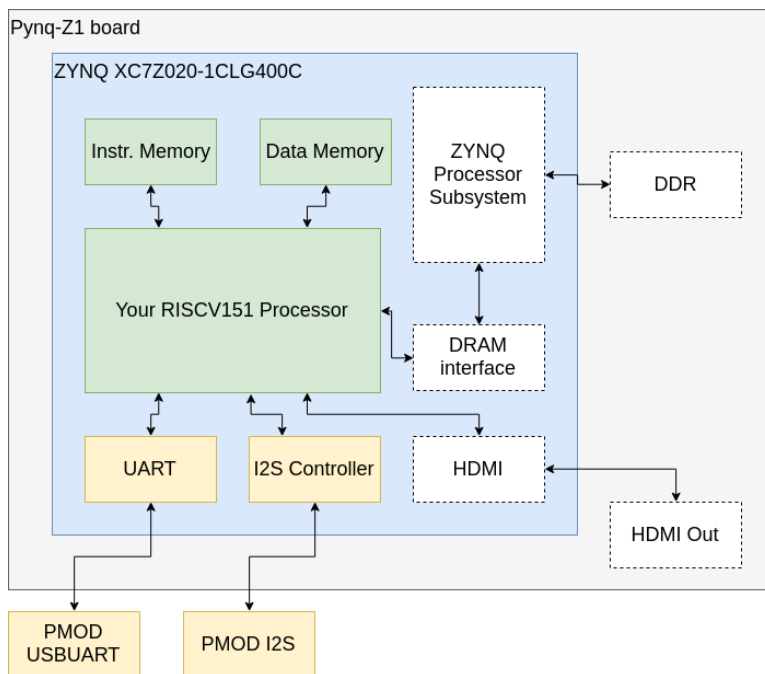 Pynq-Z1 board
ZYNQ XC7Z020-1CLG400C
Instr. Memory
Data Memory
ZYNQ
Processor
Subsystem
DDR
Your RISCV151 Processor
DRAM
interface
UART
I2S Controller
HDMI
HDMI Out
PMOD
USBUART
PMOD I2S